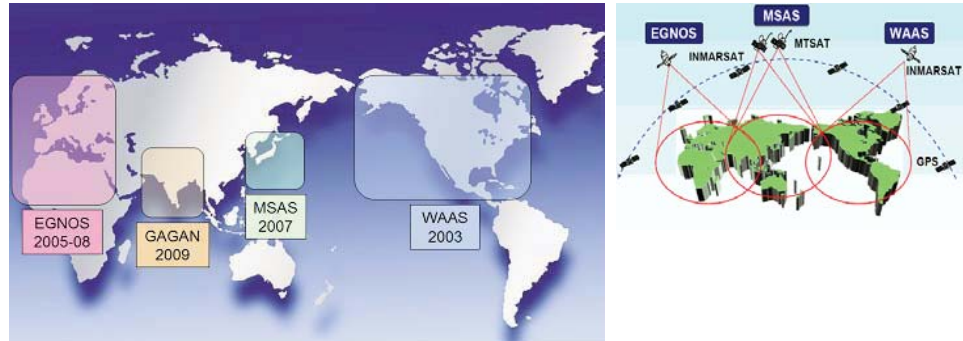 EGNOS
2005-08
GAGAN
2009
MSAS
2007
WAAS
2003
EGNOS
MSAS
WAAS
INMARSAT
MTSAT
INMARSAT
GPS